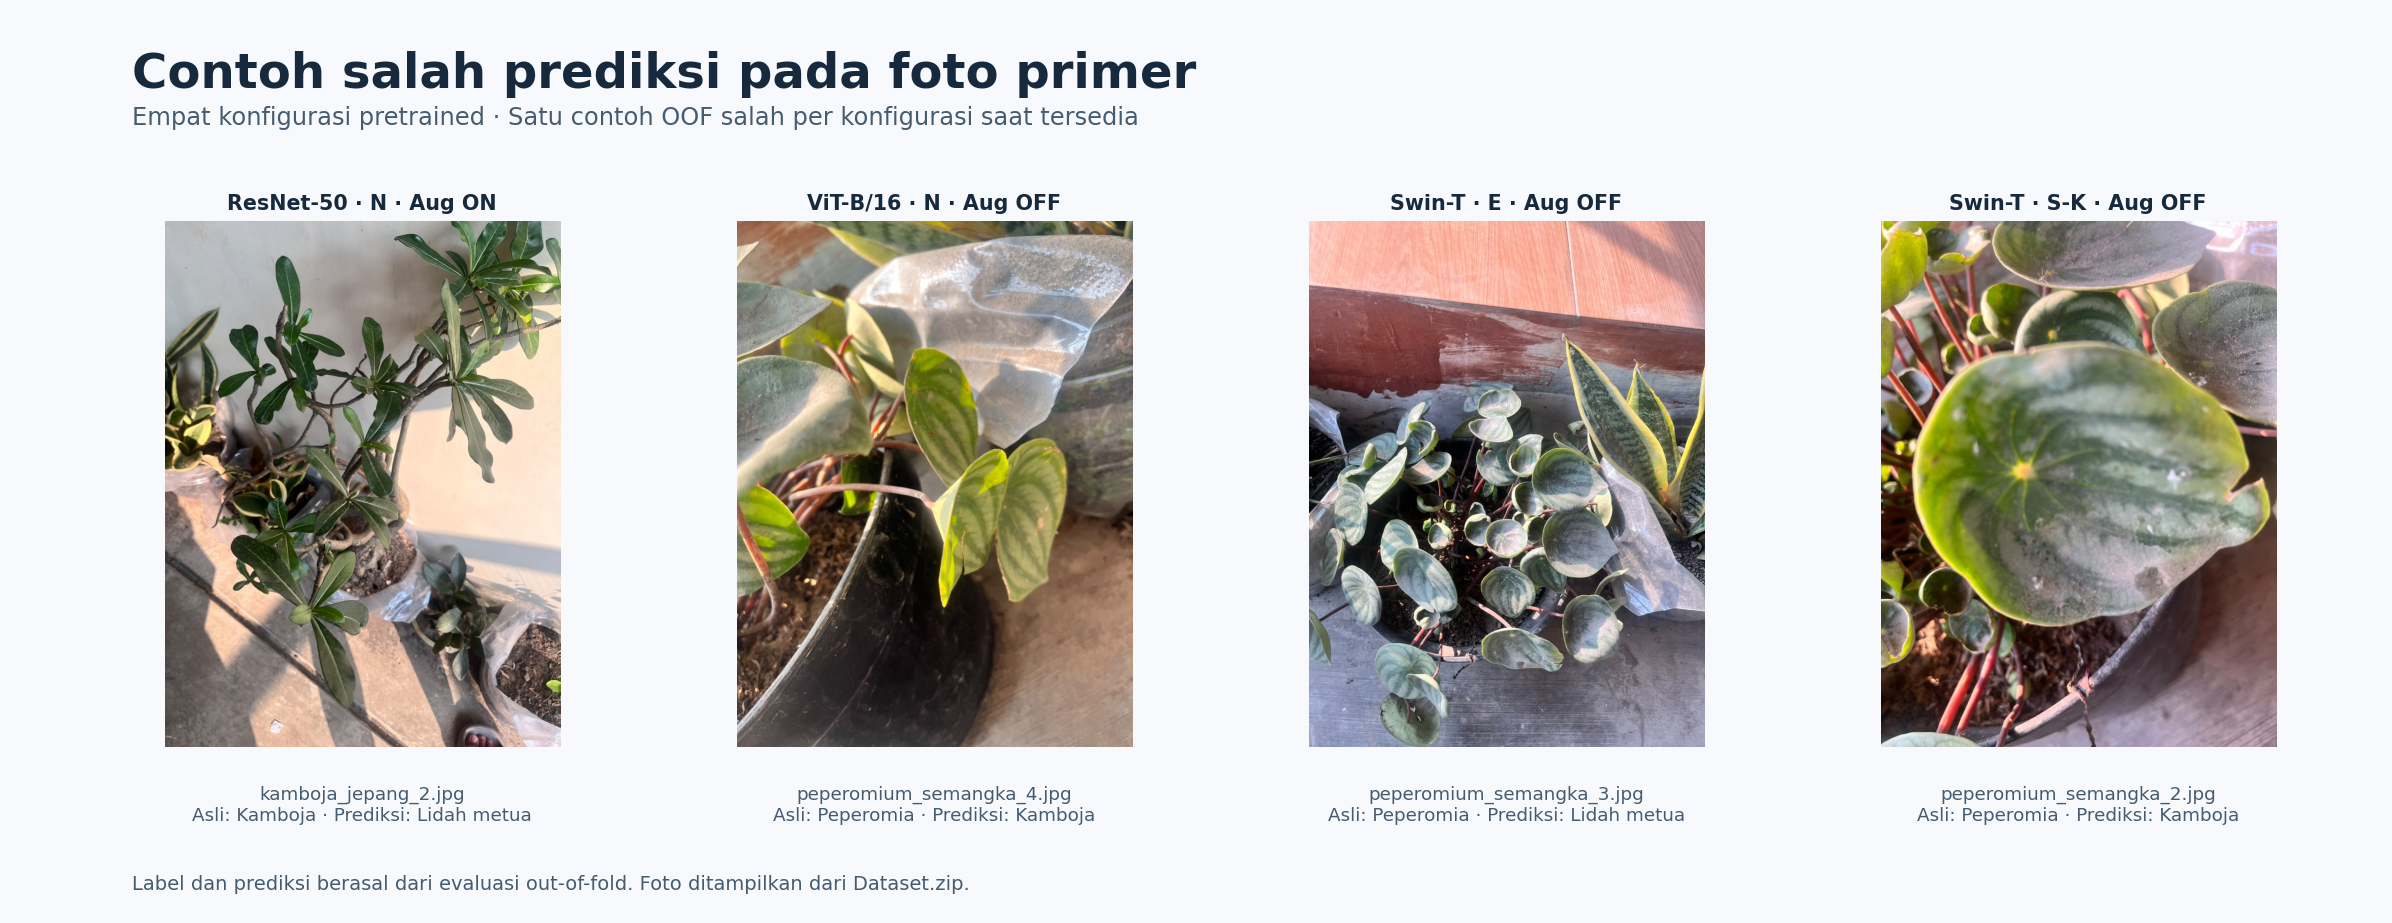 Contoh salah prediksi pada foto primer
Empat konfigurasi pretrained · Satu contoh OOF salah per konfigurasi saat tersedia
ResNet-50 · N · Aug ON
ViT-B/16 · N · Aug OFF
Swin-T · E · Aug OFF
Swin-T · S-K · Aug OFF
kamboja_jepang_2.jpg
Asli: Kamboja · Prediksi: Lidah metua
peperomium_semangka_4.jpg
Asli: Peperomia · Prediksi: Kamboja
peperomium_semangka_3.jpg
Asli: Peperomia · Prediksi: Lidah metua
peperomium_semangka_2.jpg
Asli: Peperomia · Prediksi: Kamboja
Label dan prediksi berasal dari evaluasi out-of-fold. Foto ditampilkan dari Dataset.zip.